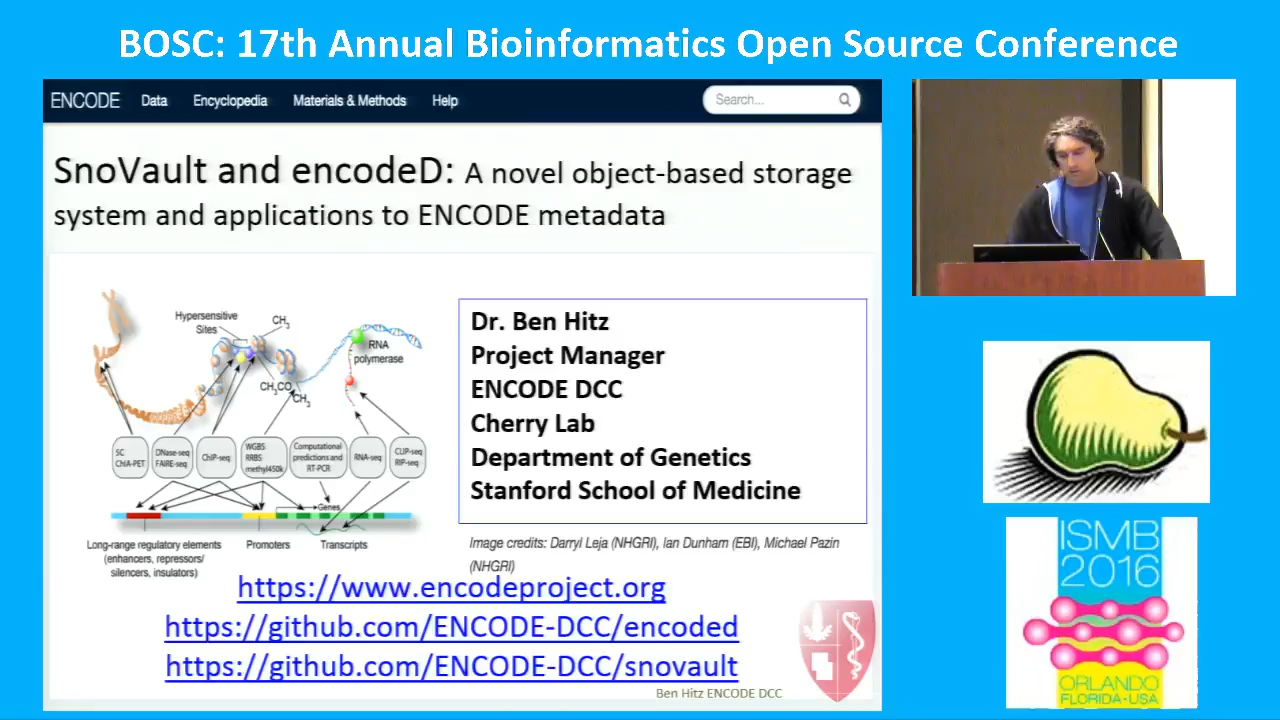 BOSC: 17th Annual Bioinformatics Open Source Conference
ENCODE Data Encyclopedia Materials & Methods Help Search...
SnoVault and encodeD: A novel object-based storage
system and applications to ENCODE metadata
Hypersensitive
Sites
CH3
RNA
polymerase
CH3CO
CH3
5C
ChIA-PET
DNase-seq
FAIRE-seq
ChIP-seq
WGBS
RRBS
methyl450k
Computational
predictions and
RT-PCR
RNA-seq
CLIP-seq
RIP-seq
Genes
Long-range regulatory elements
(enhancers, repressors/
silencers, insulators)
Promoters
Transcripts
Dr. Ben Hitz
Project Manager
ENCODE DCC
Cherry Lab
Department of Genetics
Stanford School of Medicine
Image credits: Darryl Leja (NHGRI), Ian Dunham (EBI), Michael Pazin
(NHGRI)
https://www.encodeproject.org
https://github.com/ENCODE-DCC/encoded
https://github.com/ENCODE-DCC/snovault
Ben Hitz ENCODE DCC
ISMB
2016
ORLANDO
FLORIDA•USA